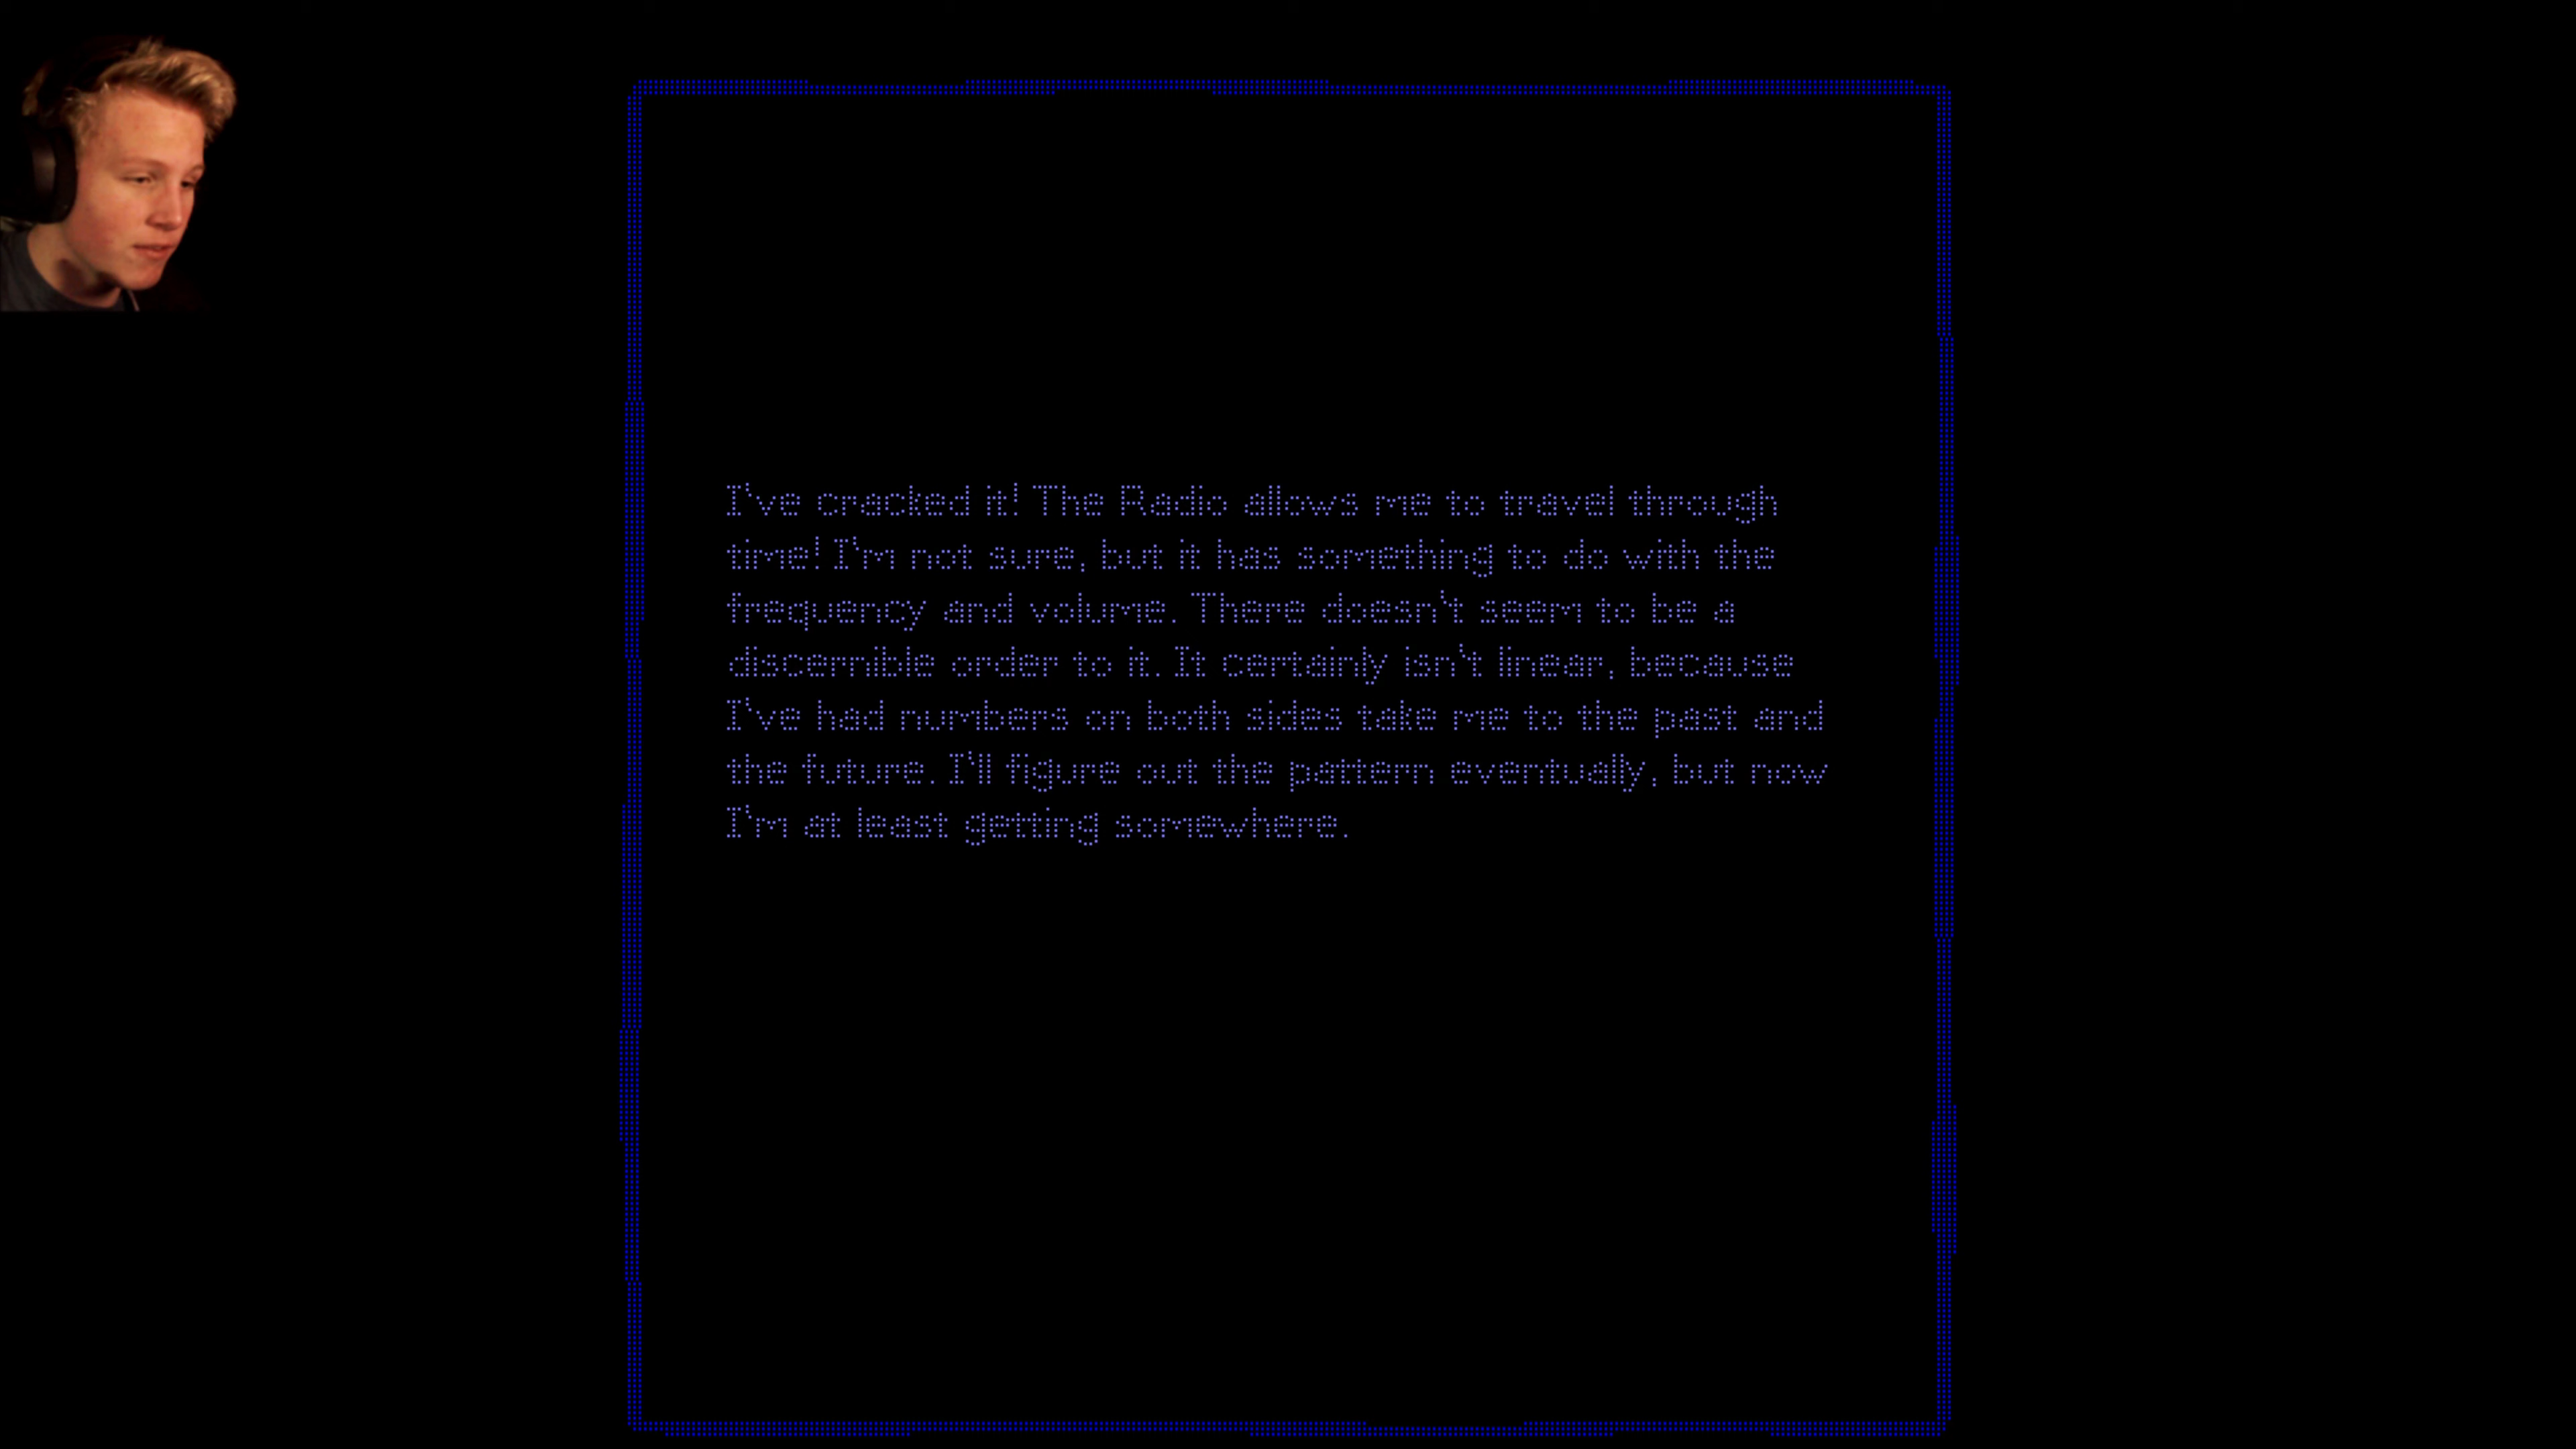 I've cracked it! The Radio allows me to travel through
time! I'm not sure, but it has something to do with the
frequency and volume. There doesn't seem to be a
discernible order to it. It certainly isn't linear, because
I've had numbers on both sides take me to the past and
the future. I'll figure out the pattern eventually, but now
I'm at least getting somewhere.